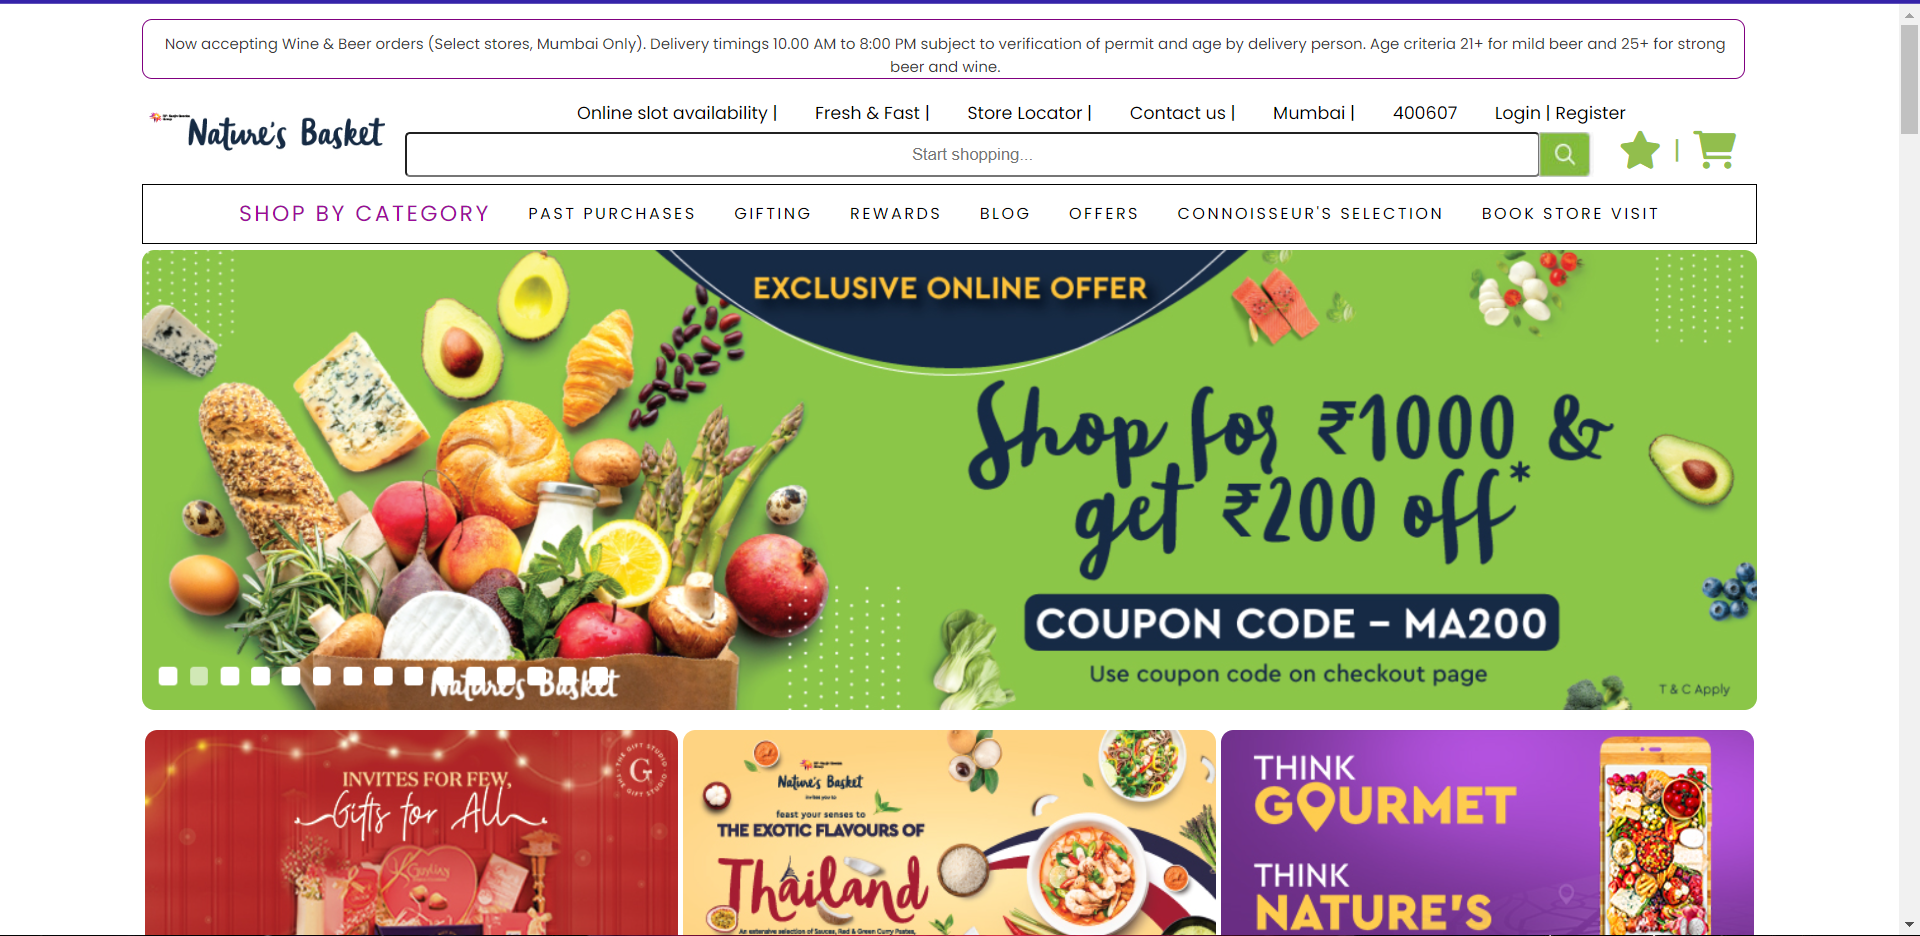 Now accepting Wine & Beer orders (Select stores, Mumbai Only). Delivery timings 10.00 AM to 8:00 PM subject to verification of permit and age by delivery person. Age criteria 21+ for mild beer and 25+ for strong
beer and wine.
Online slot availability |
Fresh & Fast |
Store Locator |
Contact us |
Mumbai |
400607
Login | Register
Nature's Basket
Start shopping...
SHOP BY CATEGORY
PAST PURCHASES
GIFTING
REWARDS
BLOG
OFFERS
CONNOISSEUR'S SELECTION
BOOK STORE VISIT
EXCLUSIVE ONLINE OFFER
Shop for ₹1000 &
get ₹200 off*
COUPON CODE - MA200
Use coupon code on checkout page
T & C Apply
Nature's Basket
INVITES FOR FEW,
Gifts for All
THE GIFT STUDIO
G
Guylian
Nature's Basket
invites you to
feast your senses to
THE EXOTIC FLAVOURS OF
Thailand
An extensive selection of Sauces, Red & Green Curry Pastes,
THINK
GOURMET
THINK
NATURE'S